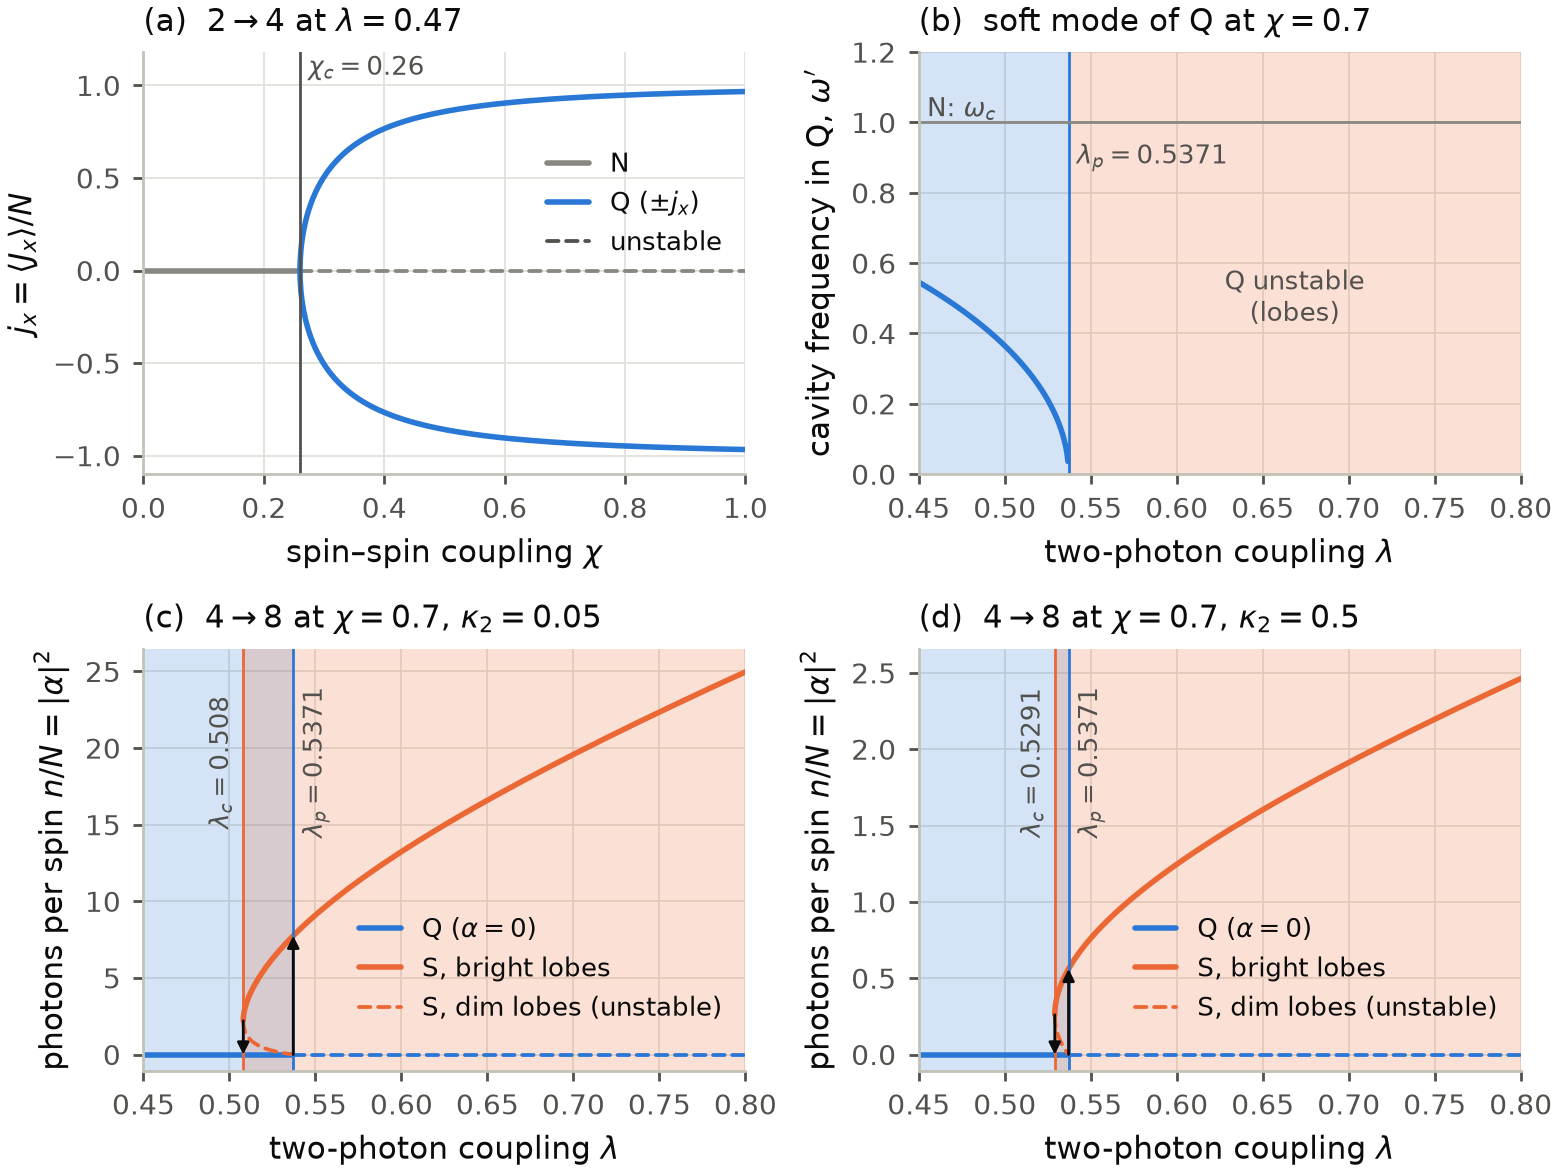 (a) 2→4 at λ = 0.47
χc = 0.26
1.0
0.5
0.0
−0.5
−1.0
jx = ⟨Jx⟩/N
N
Q (±jx)
unstable
0.0 0.2 0.4 0.6 0.8 1.0
spin–spin coupling χ
(b) soft mode of Q at χ = 0.7
1.2
1.0
0.8
0.6
0.4
0.2
0.0
cavity frequency in Q, ω′
N: ωc
λp = 0.5371
Q unstable
(lobes)
0.45 0.50 0.55 0.60 0.65 0.70 0.75 0.80
two-photon coupling λ
(c) 4→8 at χ = 0.7, κ2 = 0.05
25
20
15
10
5
0
photons per spin n/N = |α|²
λc = 0.508
λp = 0.5371
Q (α = 0)
S, bright lobes
S, dim lobes (unstable)
0.45 0.50 0.55 0.60 0.65 0.70 0.75 0.80
two-photon coupling λ
(d) 4→8 at χ = 0.7, κ2 = 0.5
2.5
2.0
1.5
1.0
0.5
0.0
photons per spin n/N = |α|²
λc = 0.5291
λp = 0.5371
Q (α = 0)
S, bright lobes
S, dim lobes (unstable)
0.45 0.50 0.55 0.60 0.65 0.70 0.75 0.80
two-photon coupling λ